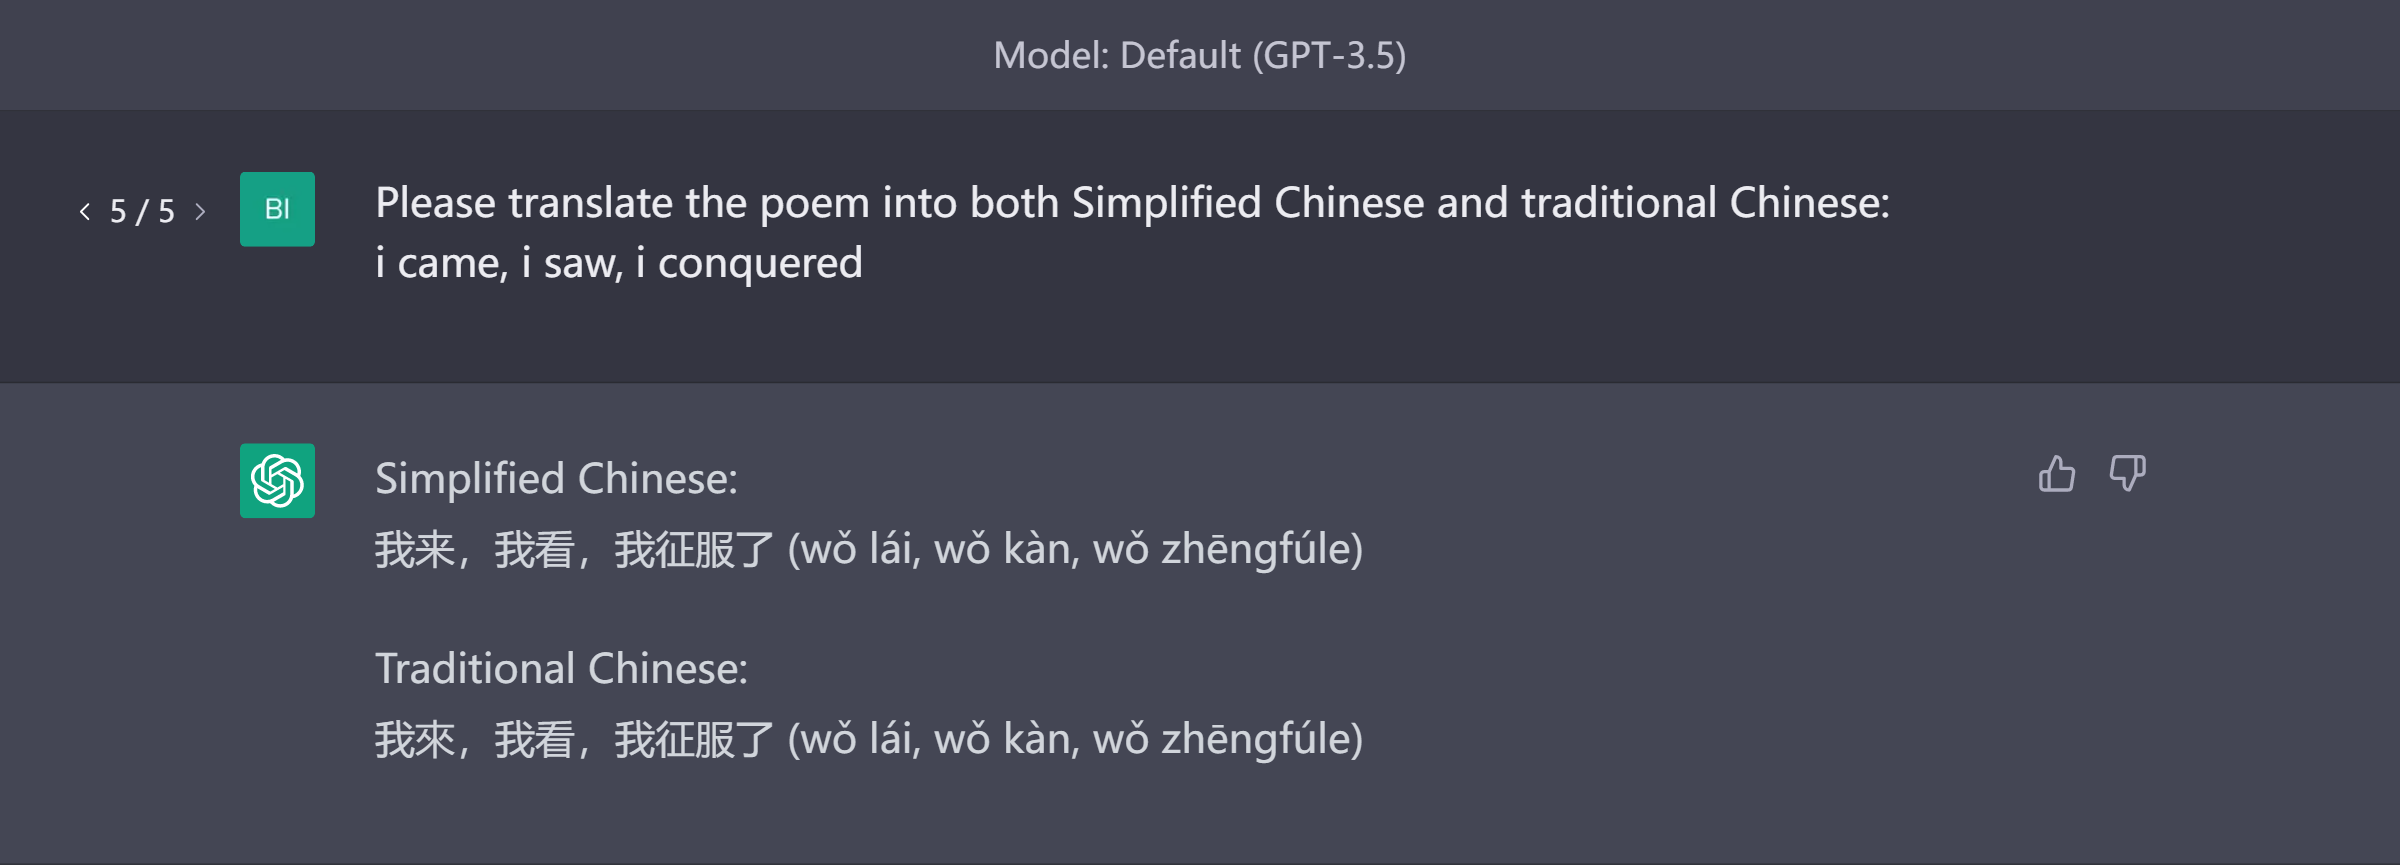 Model: Default (GPT-3.5)
5 / 5
BI
Please translate the poem into both Simplified Chinese and traditional Chinese:
i came, i saw, i conquered
Simplified Chinese:
我来，我看，我征服了 (wǒ lái, wǒ kàn, wǒ zhēngfúle)
Traditional Chinese:
我來，我看，我征服了 (wǒ lái, wǒ kàn, wǒ zhēngfúle)